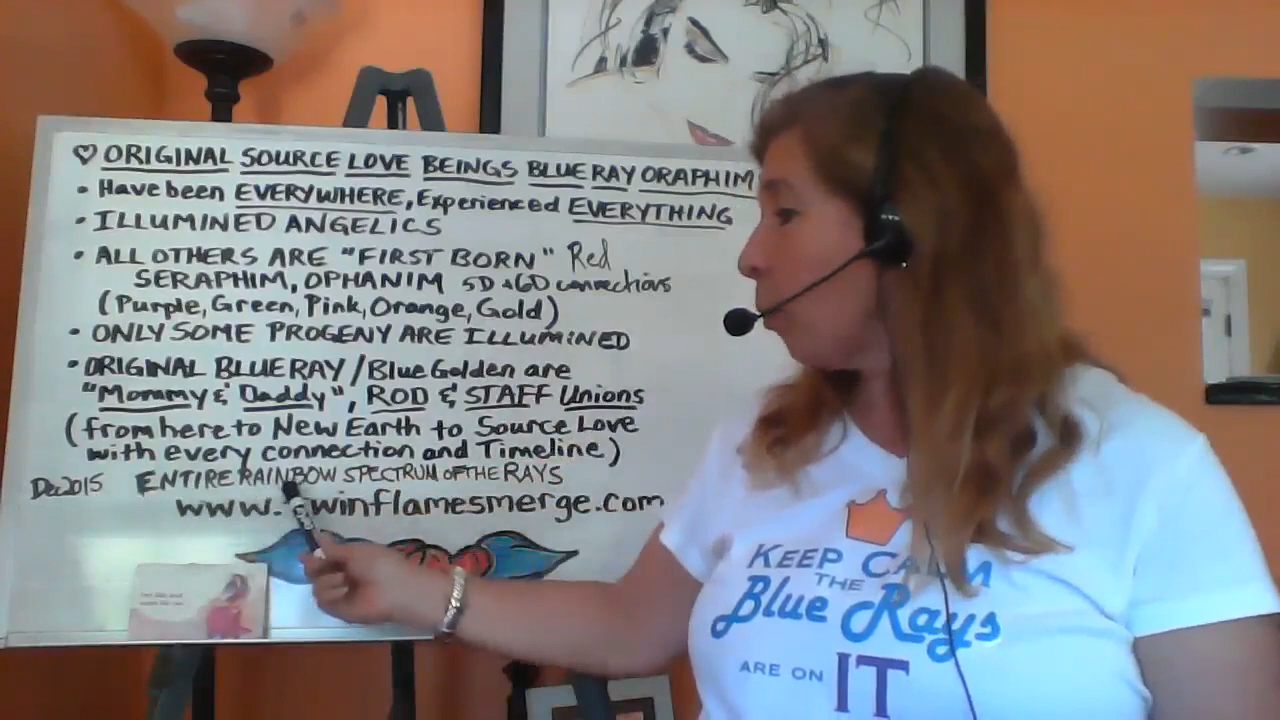 ♡ ORIGINAL SOURCE LOVE BEINGS BLUE RAY ORAPHIM
• Have been EVERYWHERE, Experienced EVERYTHING
• ILLUMINED ANGELICS
• ALL OTHERS ARE "FIRST BORN" Red
SERAPHIM, OPHANIM 5D & 6D connections
(Purple, Green, Pink, Orange, Gold)
• ONLY SOME PROGENY ARE ILLUMINED
• ORIGINAL BLUE RAY / Blue Golden are
"Mommy & Daddy", ROD & STAFF Unions
(from here to New Earth to Source Love
with every connection and Timeline)
Dec 2015 ENTIRE RAINBOW SPECTRUM OF THE RAYS
www.twinflamesmerge.com
KEEP CALM
THE
Blue Rays
ARE ON IT